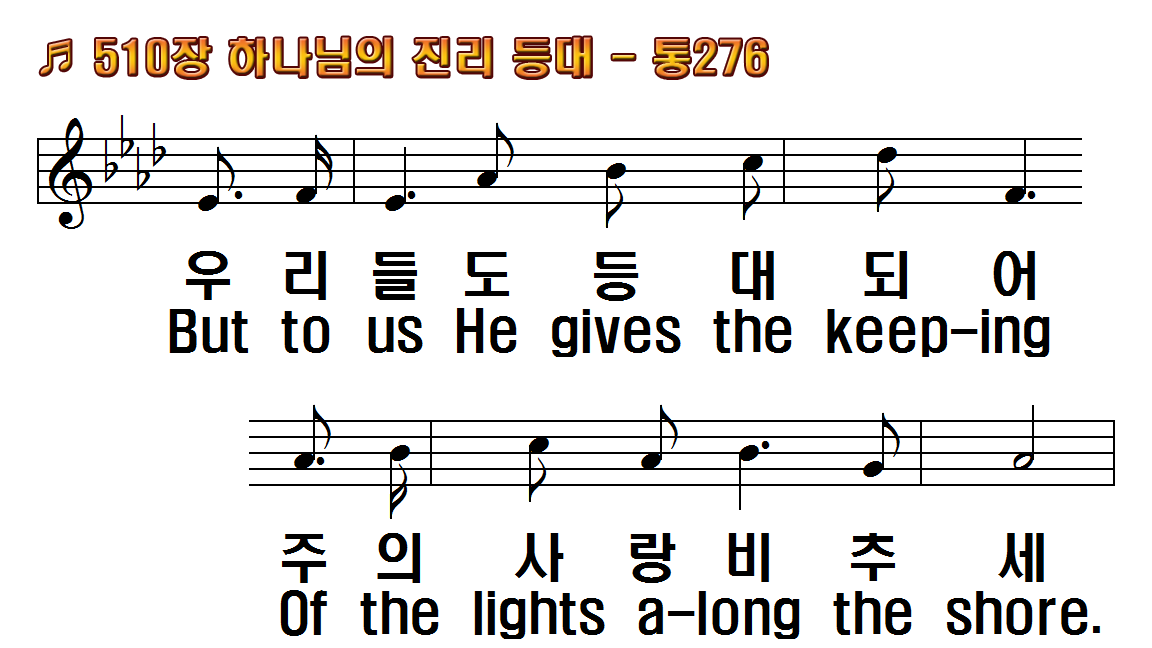 ♬ 510장 하나님의 진리 등대 - 통276
우 리 들 도 등 대 되 어
But to us He gives the keep-ing
주 의 사 랑 비 추 세
Of the lights a-long the shore.